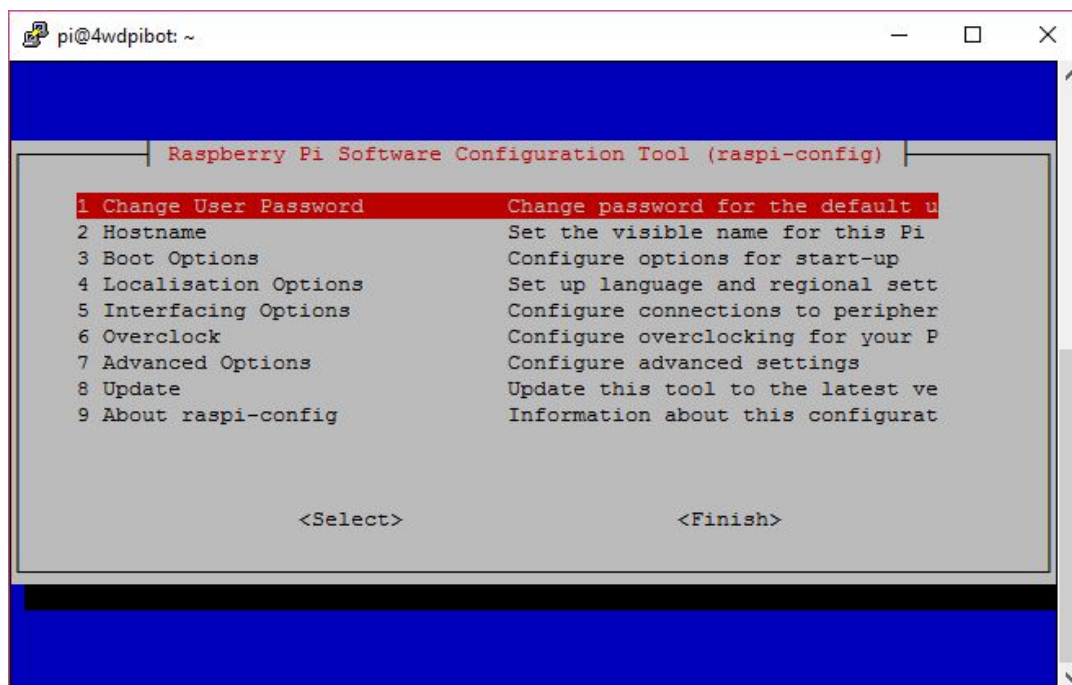 pi@4wdpibot: ~
Raspberry Pi Software Configuration Tool (raspi-config)
1 Change User Password Change password for the default u
2 Hostname Set the visible name for this Pi
3 Boot Options Configure options for start-up
4 Localisation Options Set up language and regional sett
5 Interfacing Options Configure connections to peripher
6 Overclock Configure overclocking for your P
7 Advanced Options Configure advanced settings
8 Update Update this tool to the latest ve
9 About raspi-config Information about this configurat
<Select> <Finish>